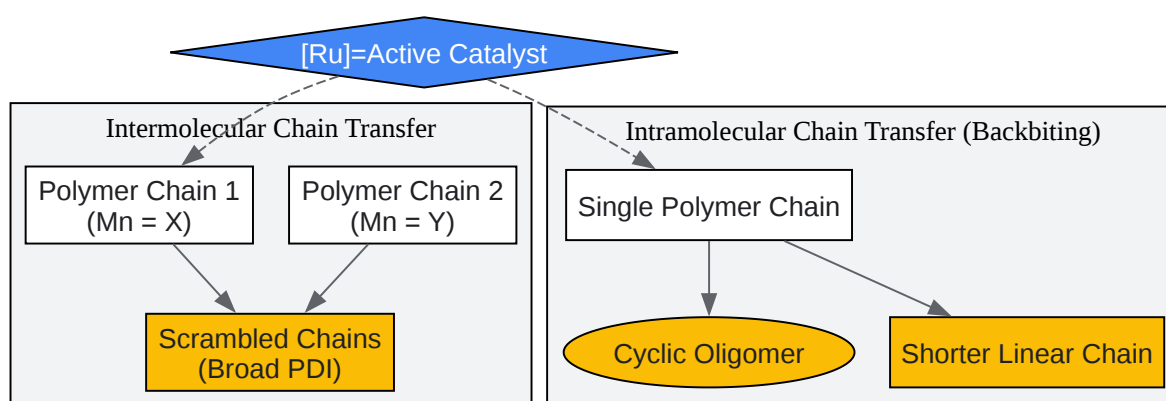 [Ru]=Active Catalyst
Intermolecular Chain Transfer
Polymer Chain 1
(Mn = X)
Polymer Chain 2
(Mn = Y)
Scrambled Chains
(Broad PDI)
Intramolecular Chain Transfer (Backbiting)
Single Polymer Chain
Cyclic Oligomer
Shorter Linear Chain